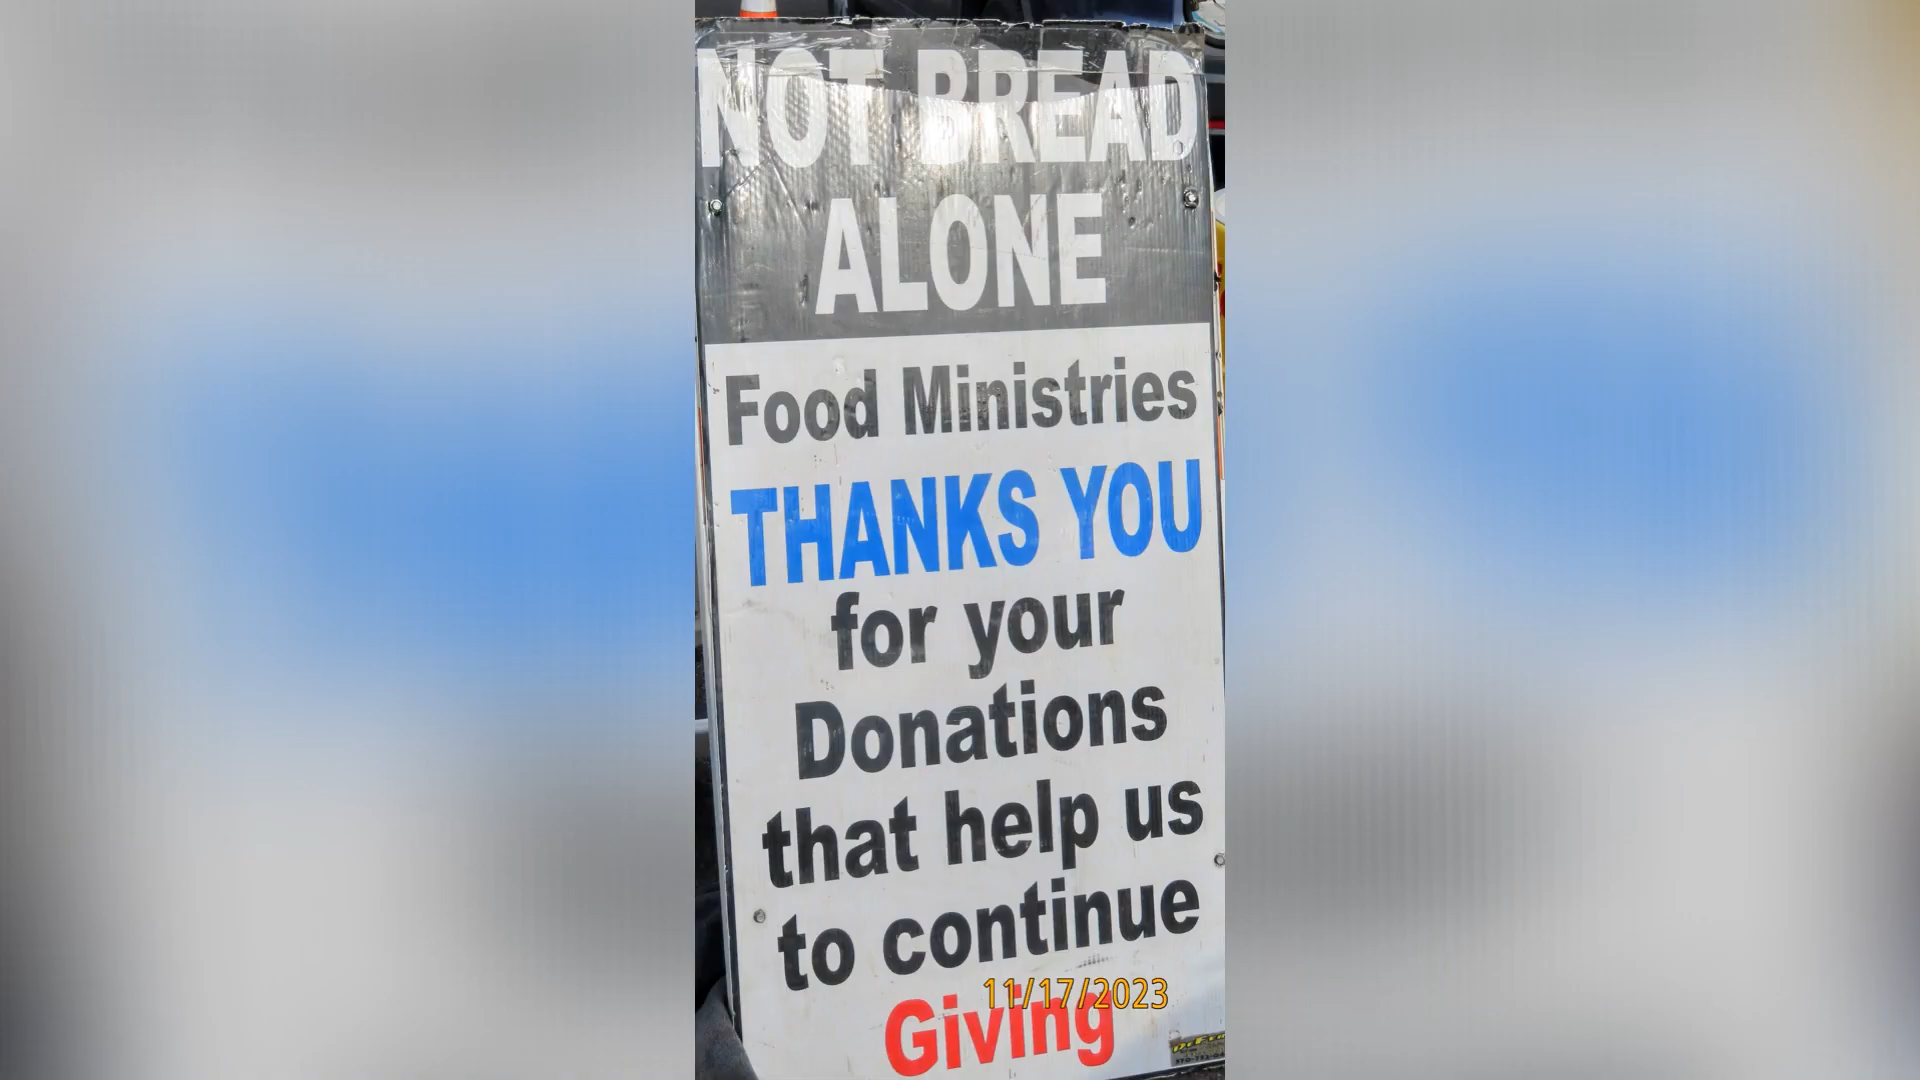 NOT BREAD
ALONE
Food Ministries
THANKS YOU
for your
Donations
that help us
to continue
11/17/2023
Giving